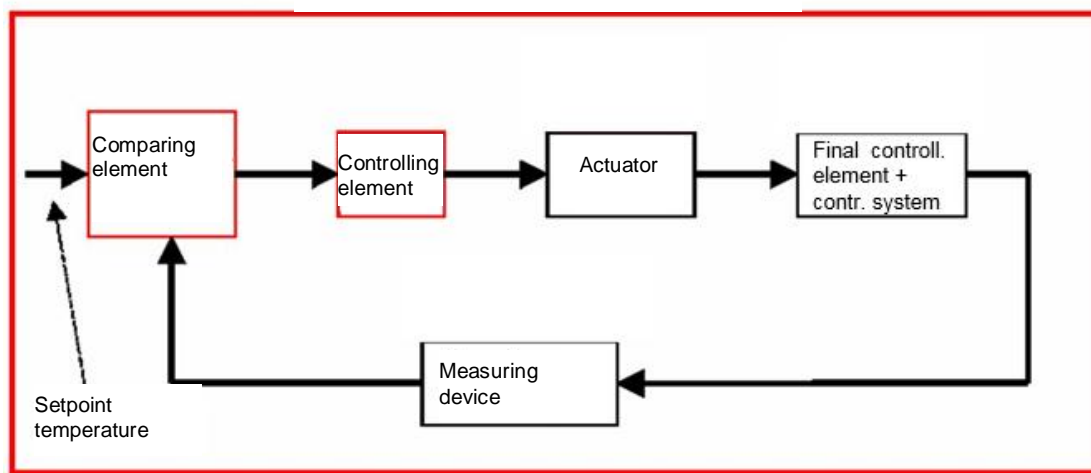 Comparing
element
Controlling
element
Actuator
Final controll.
element +
contr. system
Measuring
device
Setpoint
temperature